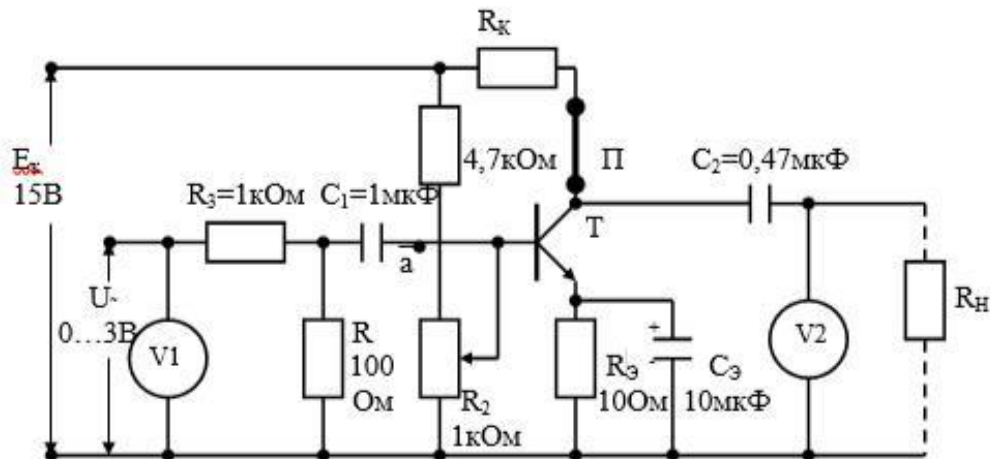 RК
Eк
15В
4,7кОм
П
C2=0,47мкФ
R3=1кОм
C1=1мкФ
а
Т
U~
0…3В
V1
R
100
Ом
R2
1кОм
RЭ
10Ом
+
-
CЭ
10мкФ
V2
RН